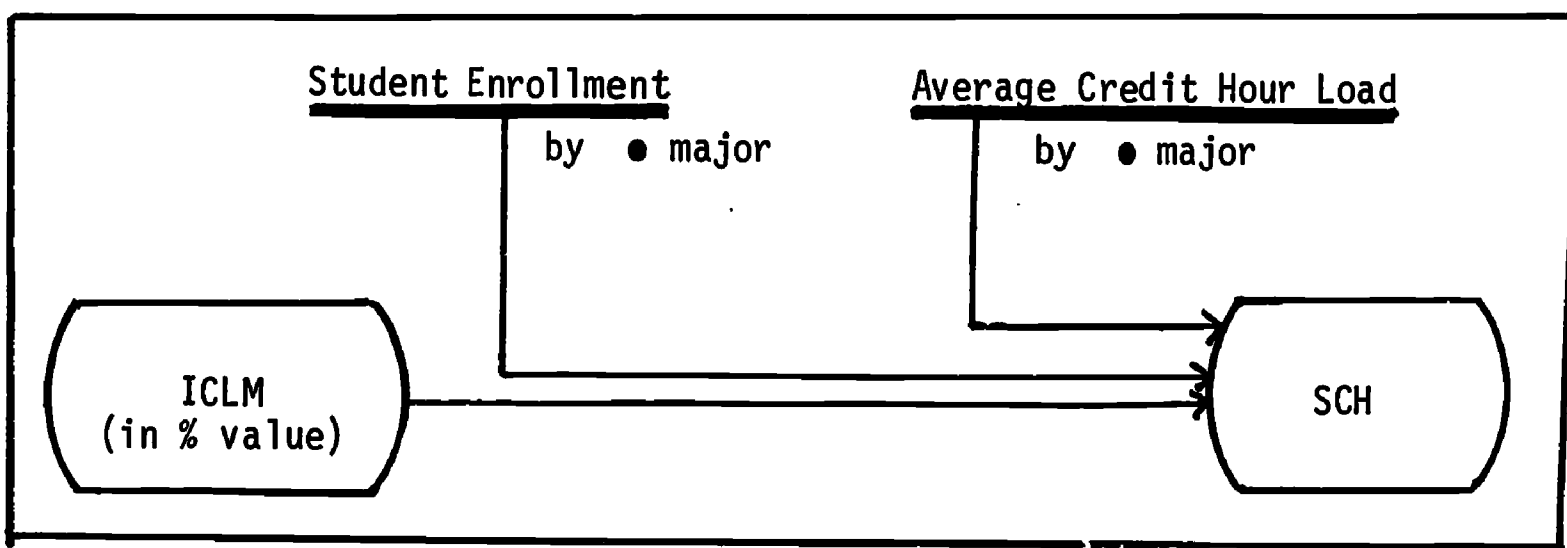 Student Enrollment
by ● major
Average Credit Hour Load
by ● major
ICLM
(in % value)
SCH